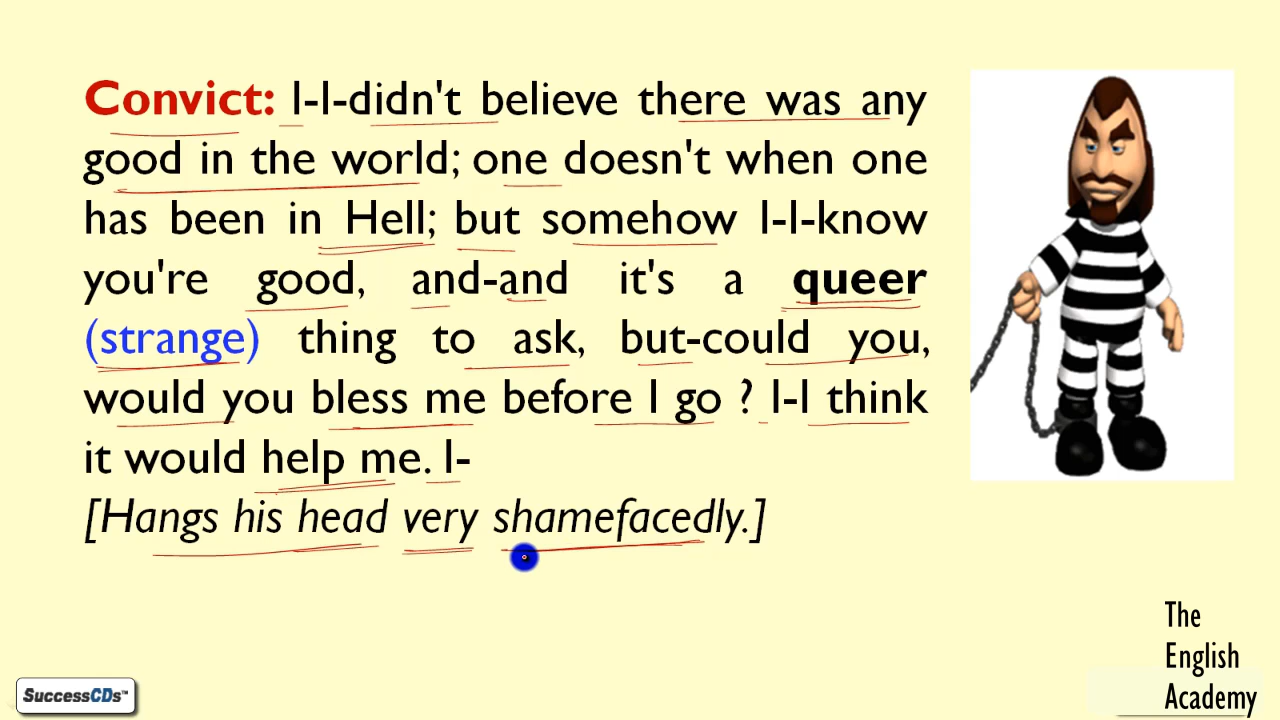 Convict: I-I-didn't believe there was any
good in the world; one doesn't when one
has been in Hell; but somehow I-I-know
you're good, and-and it's a queer
(strange) thing to ask, but-could you,
would you bless me before I go ? I-I think
it would help me. I-
[Hangs his head very shamefacedly.]
The
English
Academy
SuccessCDs™